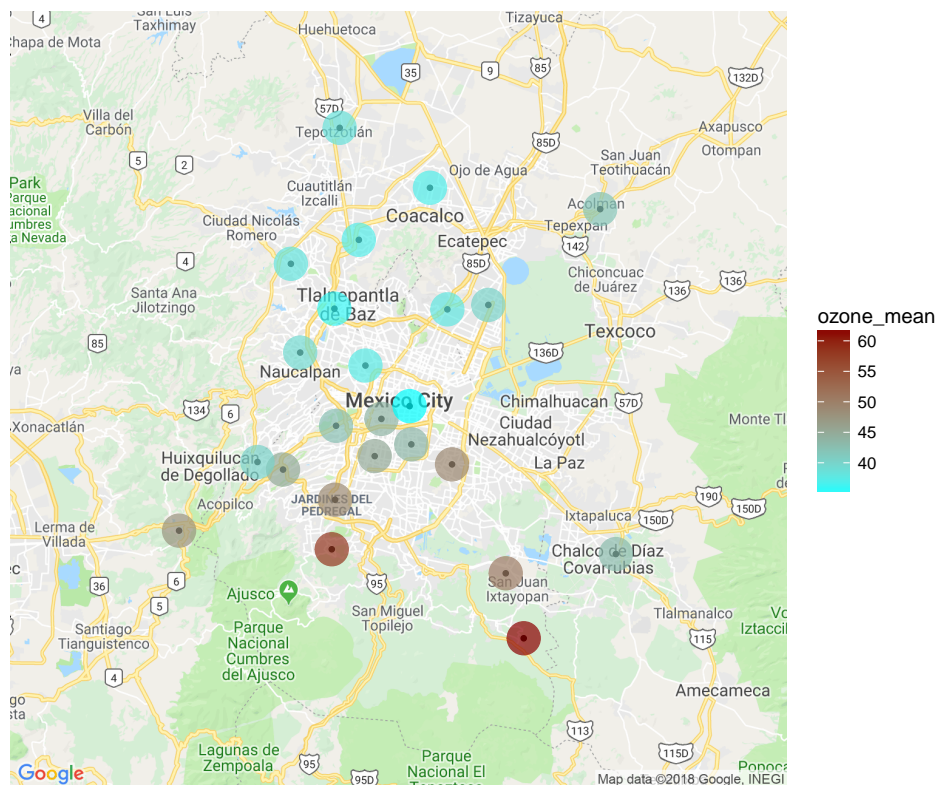 4
San Luis
Taxhimay
Tizayuca
Huehuetoca
Chapa de Mota
35
9
85
132D
57D
Villa del
Carbón
Tepotzotlán
Axapusco
85D
Otompan
5
2
San Juan
Teotihuacán
Ojo de Agua
Park
Parque
Cuautitlán
Izcalli
Acolman
Coacalco
Ciudad Nicolás
Romero
Tepexpan
Ecatepec
142
4
85D
Chiconcuac
de Juárez
136
136
Santa Ana
Jilotzingo
Tlalnepantla
de Baz
Texcoco
85
136D
Naucalpan
Mexico City
Chimalhuacan
57D
134
6
Xonacatlán
Ciudad
Nezahualcóyotl
Monte
Huixquilucan
de Degollado
La Paz
JARDINES DEL
PEDREGAL
Acopilco
190
150D
Ixtapaluca
150D
Lerma de
Villada
Chalco de Díaz
Covarrubias
6
36
95
San Juan
Ixtayopan
Ajusco
5
San Miguel
Topilejo
Tlalmanalco
Santiago
Tianguistenco
Parque
Nacional
Cumbres
del Ajusco
115
4
Amecameca
113
Lagunas de
Zempoala
95
95D
Parque
Nacional El
115D
Google
Map data ©2018 Google, INEGI
ozone_mean
60
55
50
45
40